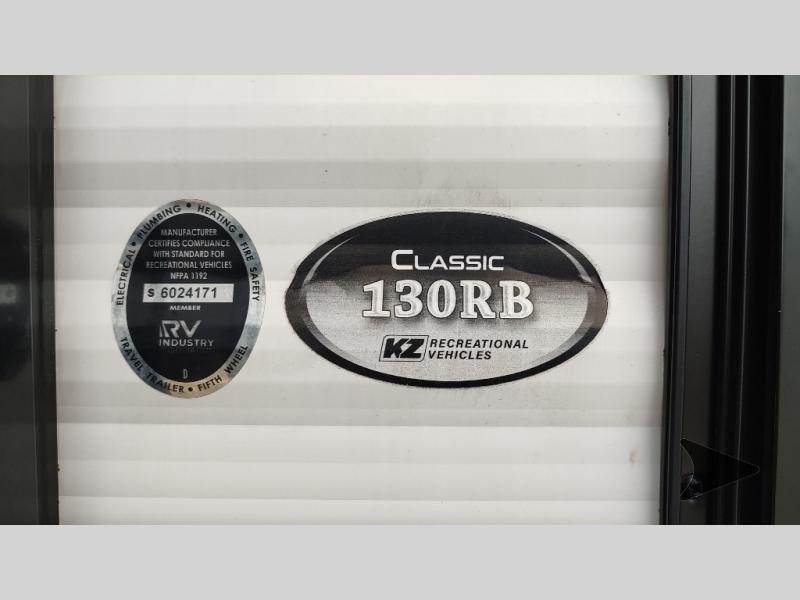 ELECTRICAL • PLUMBING • HEATING • FIRE SAFETY
MANUFACTURER
CERTIFIES COMPLIANCE
WITH STANDARD FOR
RECREATIONAL VEHICLES
NFPA 1192
S 6024171
MEMBER
RV
INDUSTRY
D
TRAVEL TRAILER • FIFTH WHEEL
CLASSIC
130RB
KZ RECREATIONAL
VEHICLES